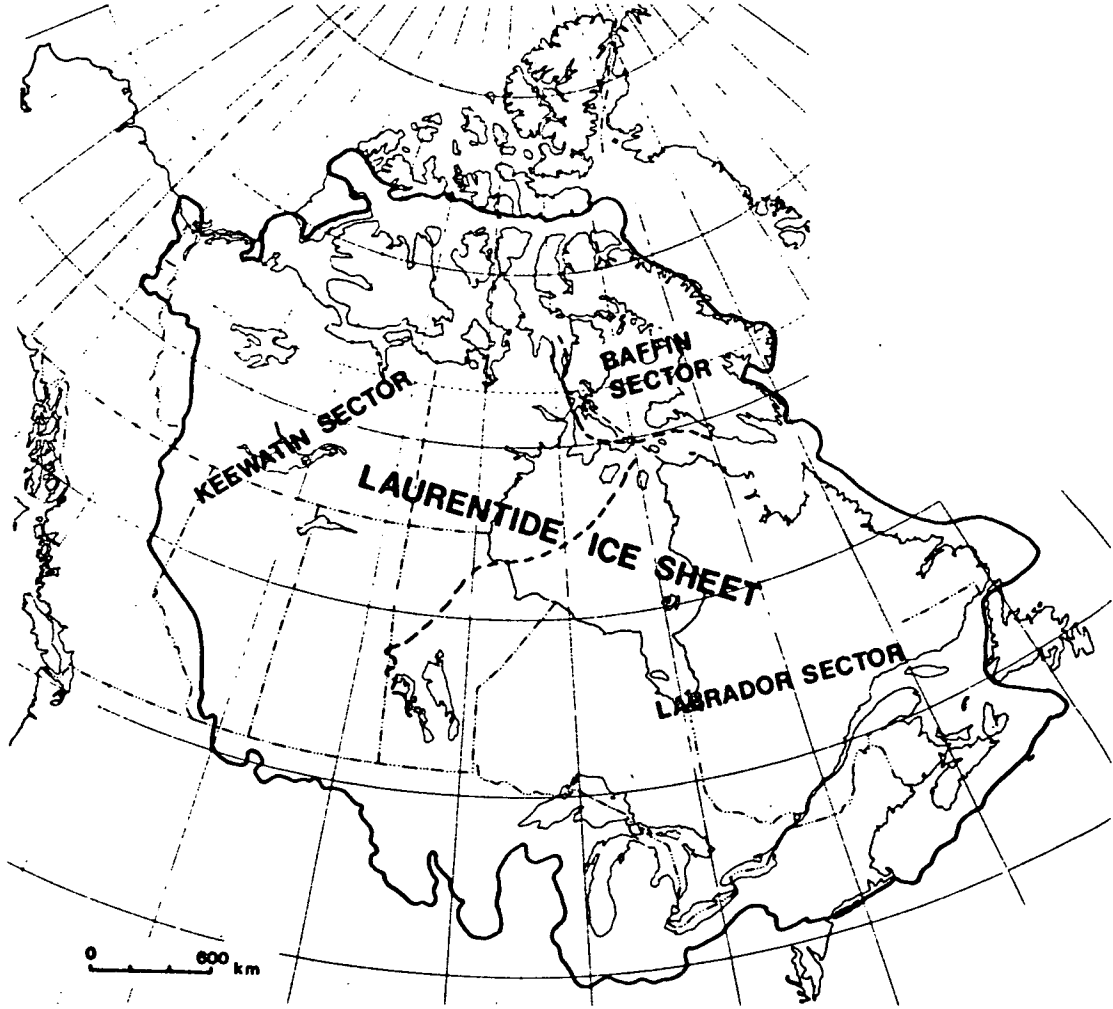 BAFFIN
SECTOR
KEEWATIN SECTOR
LAURENTIDE ICE SHEET
LABRADOR SECTOR
0 600 km